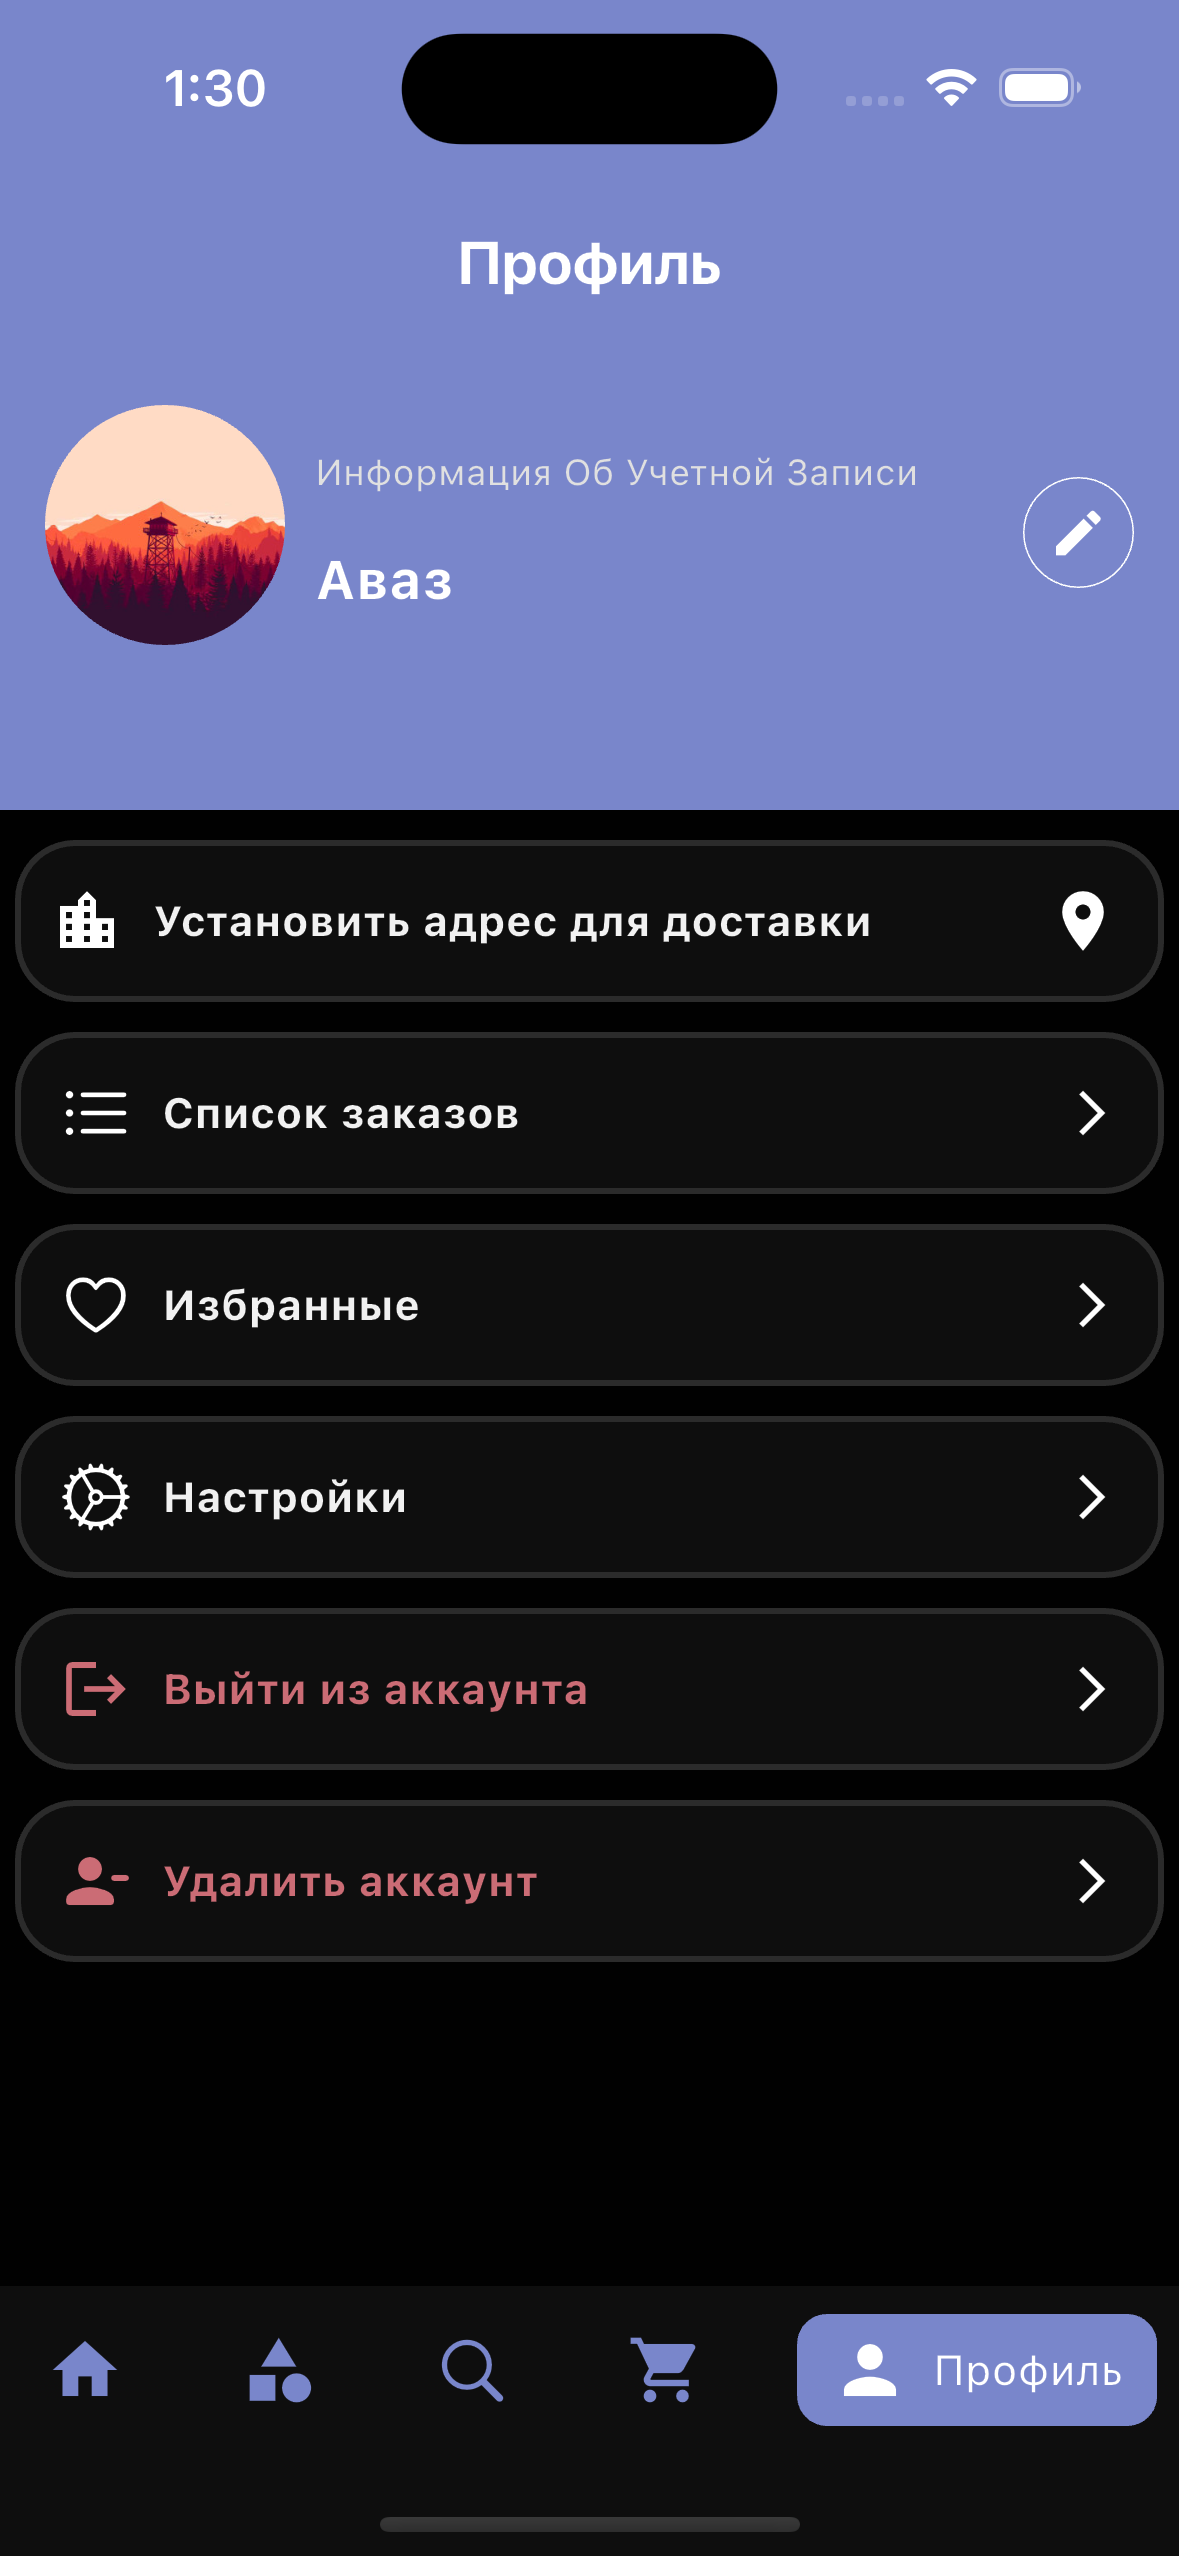 1:30
Профиль
Информация Об Учетной Записи
Аваз
Установить адрес для доставки
Список заказов
Избранные
Настройки
Выйти из аккаунта
Удалить аккаунт
Профиль